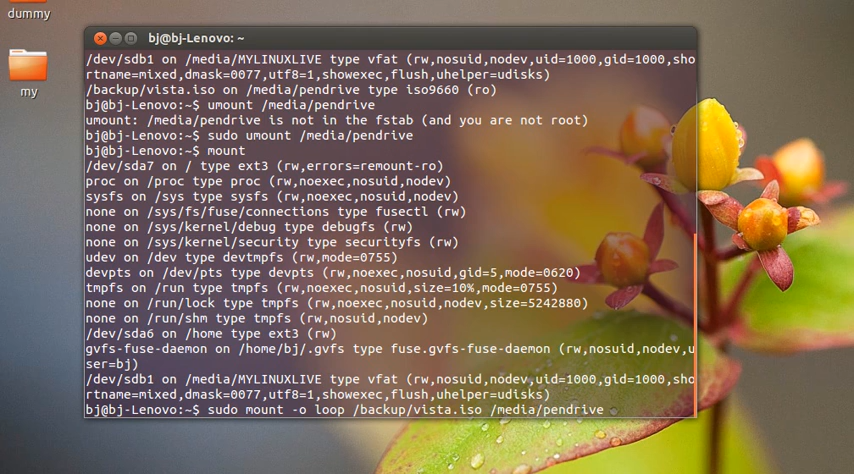 dummy
my
bj@bj-Lenovo: ~
/dev/sdb1 on /media/MYLINUXLIVE type vfat (rw,nosuid,nodev,uid=1000,gid=1000,sho
rtname=mixed,dmask=0077,utf8=1,showexec,flush,uhelper=udisks)
/backup/vista.iso on /media/pendrive type iso9660 (ro)
bj@bj-Lenovo:~$ umount /media/pendrive
umount: /media/pendrive is not in the fstab (and you are not root)
bj@bj-Lenovo:~$ sudo umount /media/pendrive
bj@bj-Lenovo:~$ mount
/dev/sda7 on / type ext3 (rw,errors=remount-ro)
proc on /proc type proc (rw,noexec,nosuid,nodev)
sysfs on /sys type sysfs (rw,noexec,nosuid,nodev)
none on /sys/fs/fuse/connections type fusectl (rw)
none on /sys/kernel/debug type debugfs (rw)
none on /sys/kernel/security type securityfs (rw)
udev on /dev type devtmpfs (rw,mode=0755)
devpts on /dev/pts type devpts (rw,noexec,nosuid,gid=5,mode=0620)
tmpfs on /run type tmpfs (rw,noexec,nosuid,size=10%,mode=0755)
none on /run/lock type tmpfs (rw,noexec,nosuid,nodev,size=5242880)
none on /run/shm type tmpfs (rw,nosuid,nodev)
/dev/sda6 on /home type ext3 (rw)
gvfs-fuse-daemon on /home/bj/.gvfs type fuse.gvfs-fuse-daemon (rw,nosuid,nodev,u
ser=bj)
/dev/sdb1 on /media/MYLINUXLIVE type vfat (rw,nosuid,nodev,uid=1000,gid=1000,sho
rtname=mixed,dmask=0077,utf8=1,showexec,flush,uhelper=udisks)
bj@bj-Lenovo:~$ sudo mount -o loop /backup/vista.iso /media/pendrive